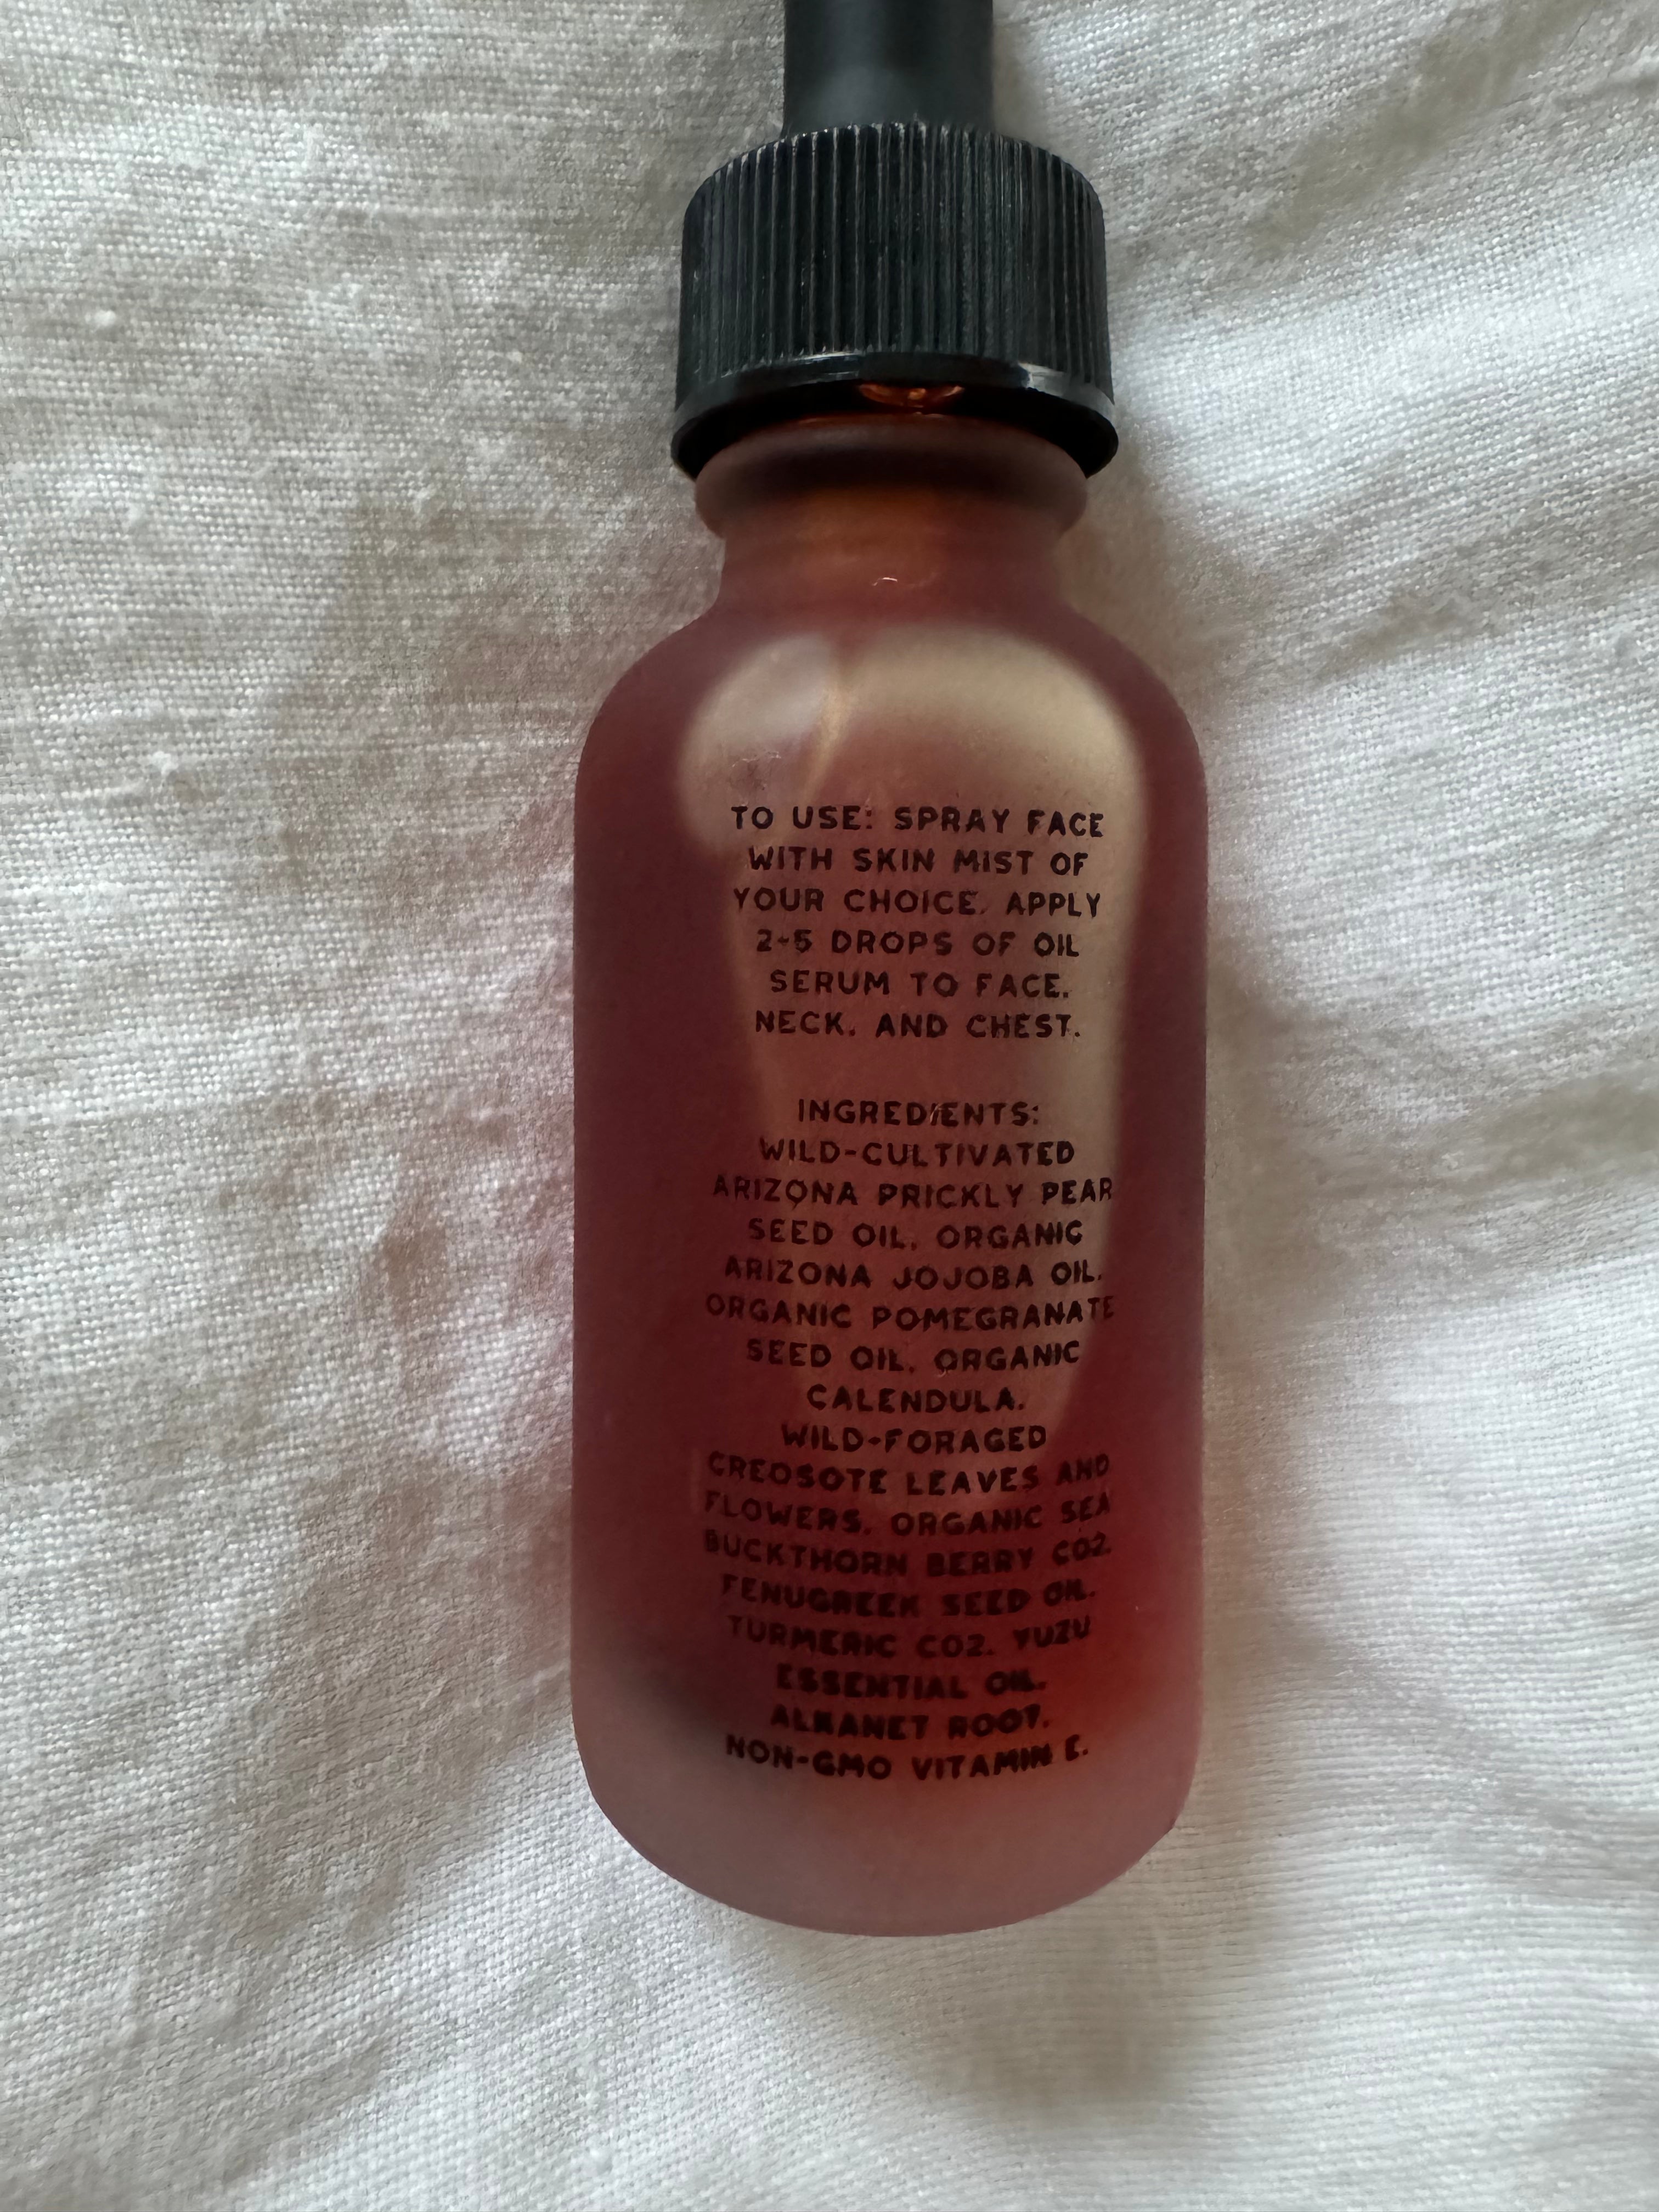 TO USE: SPRAY FACE
WITH SKIN MIST OF
YOUR CHOICE. APPLY
2-5 DROPS OF OIL
SERUM TO FACE,
NECK, AND CHEST.
INGREDIENTS:
WILD-CULTIVATED
ARIZONA PRICKLY PEAR
SEED OIL, ORGANIC
ARIZONA JOJOBA OIL,
ORGANIC POMEGRANATE
SEED OIL, ORGANIC
CALENDULA,
WILD-FORAGED
CREOSOTE LEAVES AND
FLOWERS, ORGANIC SEA
BUCKTHORN BERRY CO2,
FENUGREEK SEED OIL,
TURMERIC CO2, YUZU
ESSENTIAL OIL,
ALKANET ROOT,
NON-GMO VITAMIN E.